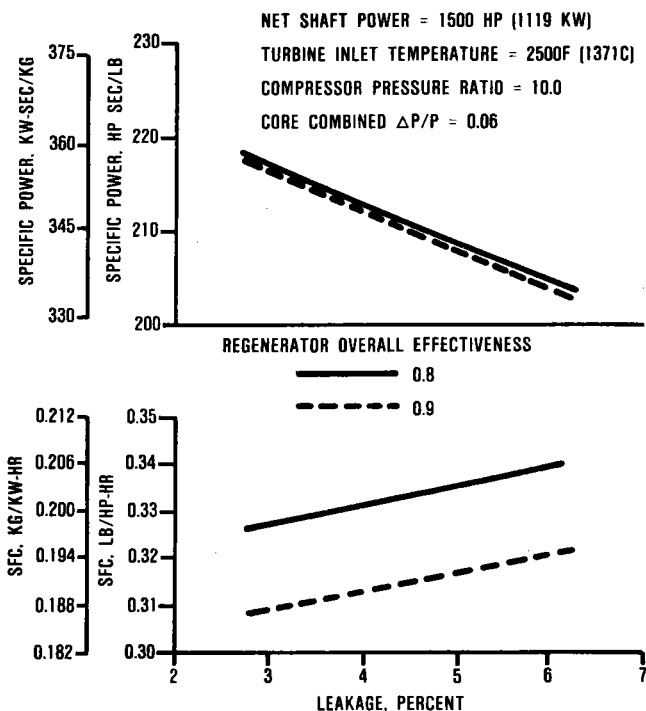 NET SHAFT POWER = 1500 HP (1119 KW)
TURBINE INLET TEMPERATURE = 2500F (1371C)
COMPRESSOR PRESSURE RATIO = 10.0
CORE COMBINED ΔP/P = 0.06
SPECIFIC POWER, KW-SEC/KG
375
360
345
330
SPECIFIC POWER, HP SEC/LB
230
220
210
200
REGENERATOR OVERALL EFFECTIVENESS
0.8
0.9
SFC, KG/KW-HR
0.212
0.206
0.200
0.194
0.188
0.182
SFC, LB/HP-HR
0.35
0.34
0.33
0.32
0.31
0.30
2 3 4 5 6 7
LEAKAGE, PERCENT